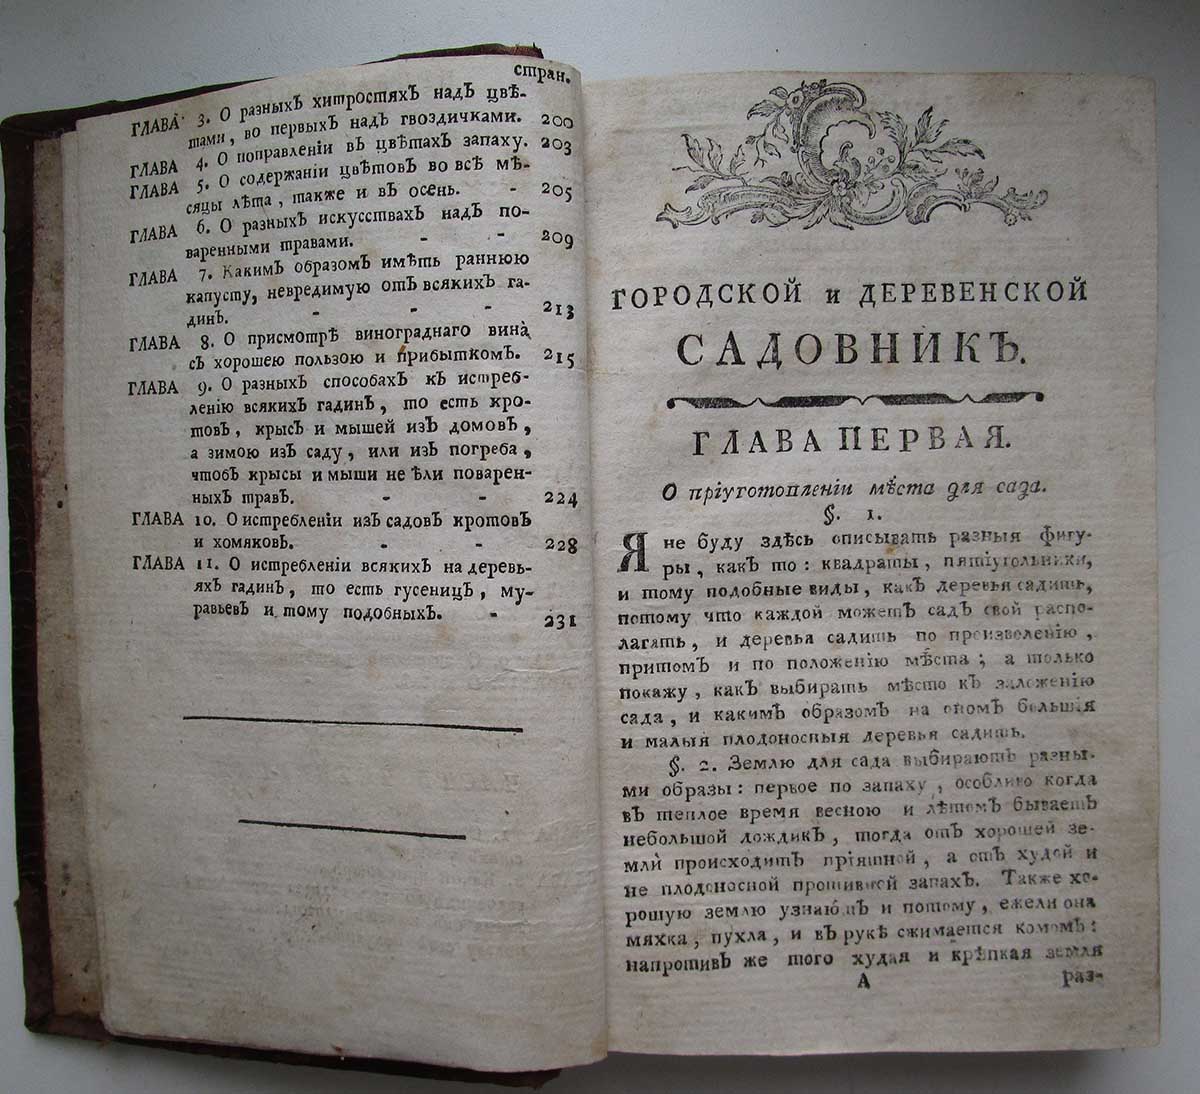 стран.
ГЛАВА 3. О разныхЪ хитростяхЪ надЪ цвѣ-
тами, во первыхЪ надЪ гвоздичками. 200
ГЛАВА 4. О поправленіи вЪ цвѣтахЪ запаху. 203
ГЛАВА 5. О содержаніи цвѣтовЪ во всѣ мѣ-
сяцы лѣта, также и вЪ осень. - 205
ГЛАВА 6. О разныхЪ искусствахЪ надЪ по-
варенными травами. - - 209
ГЛАВА 7. КакимЪ образомЪ имѣть раннюю
капусту, невредимую отЪ всякихЪ га-
динЪ. - - - 213
ГЛАВА 8. О присмотрѣ винограднаго вина
сЪ хорошею пользою и прибыткомЪ. 215
ГЛАВА 9. О разныхЪ способахЪ кЪ истреб-
ленію всякихЪ гадинЪ, то есть кро-
товЪ, крысЪ и мышей изЪ домовЪ,
а зимою изЪ саду, или изЪ погреба,
чтобЪ крысы и мыши не ѣли поварен-
ныхЪ травЪ. - - 224
ГЛАВА 10. О истребленіи изЪ садовЪ кротовЪ
и хомяковЪ. - - 228
ГЛАВА 11. О истребленіи всякихЪ на деревь-
яхЪ гадинЪ, то есть гусеницЪ, му-
равьевЪ и тому подобныхЪ. - 231
ГОРОДСКОЙ и ДЕРЕВЕНСКОЙ
САДОВНИКЪ.
ГЛАВА ПЕРВАЯ.
О пріуготопленіи мѣста для сада.
§. 1.
Я не буду здѣсь описывать разныя фигу-
ры, какЪ то: квадраты, пятіугольники,
и тому подобные виды, какЪ деревья садить,
потому что каждой можетЪ садЪ свой распо-
лагать, и деревья садить по произволенію,
притомЪ и по положенію мѣста; а только
покажу, какЪ выбирать мѣсто кЪ заложенію
сада, и какимЪ образомЪ на ономЪ большія
и малыя плодоносныя деревья садить.
§. 2. Землю для сада выбираютЪ разны-
ми образы: первое по запаху, особливо когда
вЪ теплое время весною и лѣтомЪ бываетЪ
небольшой дождикЪ, тогда отЪ хорошей зе-
мли происходитЪ пріятной, а отЪ худой и
не плодоносной противной запахЪ. Также хо-
рошую землю узнаютЪ и потому, ежели она
мяхка, пухла, и вЪ рукѣ сжимается комомЪ:
напротивЪ же того худая и крѣпкая земля
А раз-